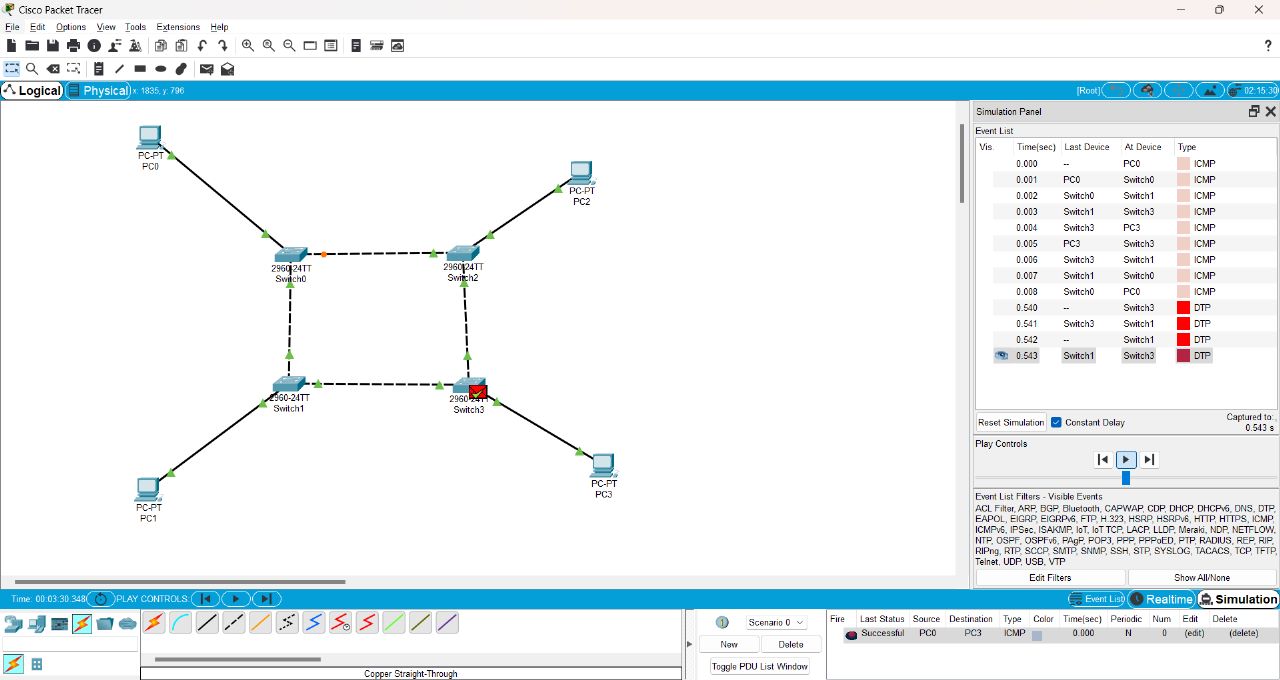 Cisco Packet Tracer
File Edit Options View Tools Extensions Help
?
Logical Physical x: 1835, y: 796 [Root] 02:15:30
Simulation Panel
Event List
Vis. Time(sec) Last Device At Device Type
0.000 -- PC0 ICMP
0.001 PC0 Switch0 ICMP
0.002 Switch0 Switch1 ICMP
0.003 Switch1 Switch3 ICMP
0.004 Switch3 PC3 ICMP
0.005 PC3 Switch3 ICMP
0.006 Switch3 Switch1 ICMP
0.007 Switch1 Switch0 ICMP
0.008 Switch0 PC0 ICMP
0.540 -- Switch3 DTP
0.541 Switch3 Switch1 DTP
0.542 -- Switch1 DTP
0.543 Switch1 Switch3 DTP
Reset Simulation Constant Delay Captured to:
0.543 s
Play Controls
Event List Filters - Visible Events
ACL Filter, ARP, BGP, Bluetooth, CAPWAP, CDP, DHCP, DHCPv6, DNS, DTP,
EAPOL, EIGRP, EIGRPv6, FTP, H.323, HSRP, HSRPv6, HTTP, HTTPS, ICMP,
ICMPv6, IPSec, ISAKMP, IoT, IoT TCP, LACP, LLDP, Meraki, NDP, NETFLOW,
NTP, OSPF, OSPFv6, PAgP, POP3, PPP, PPPoED, PTP, RADIUS, REP, RIP,
RIPng, RTP, SCCP, SMTP, SNMP, SSH, STP, SYSLOG, TACACS, TCP, TFTP,
Telnet, UDP, USB, VTP
Edit Filters Show All/None
PC-PT
PC0
PC-PT
PC2
2960-24TT
Switch0
2960-24TT
Switch2
2960-24TT
Switch1
2960-24TT
Switch3
PC-PT
PC1
PC-PT
PC3
Time: 00:03:30.348 PLAY CONTROLS: Event List Realtime Simulation
Copper Straight-Through
Scenario 0
New Delete
Toggle PDU List Window
Fire Last Status Source Destination Type Color Time(sec) Periodic Num Edit Delete
Successful PC0 PC3 ICMP 0.000 N 0 (edit) (delete)